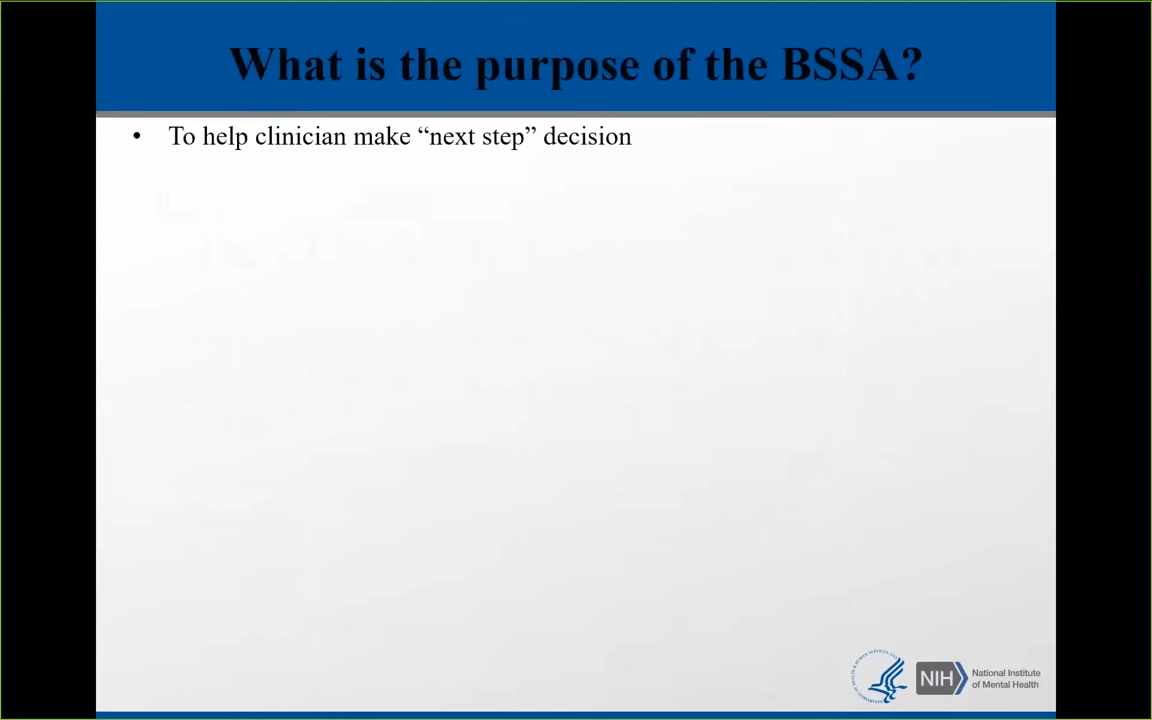 What is the purpose of the BSSA?
• To help clinician make “next step” decision
NIH
National Institute
of Mental Health